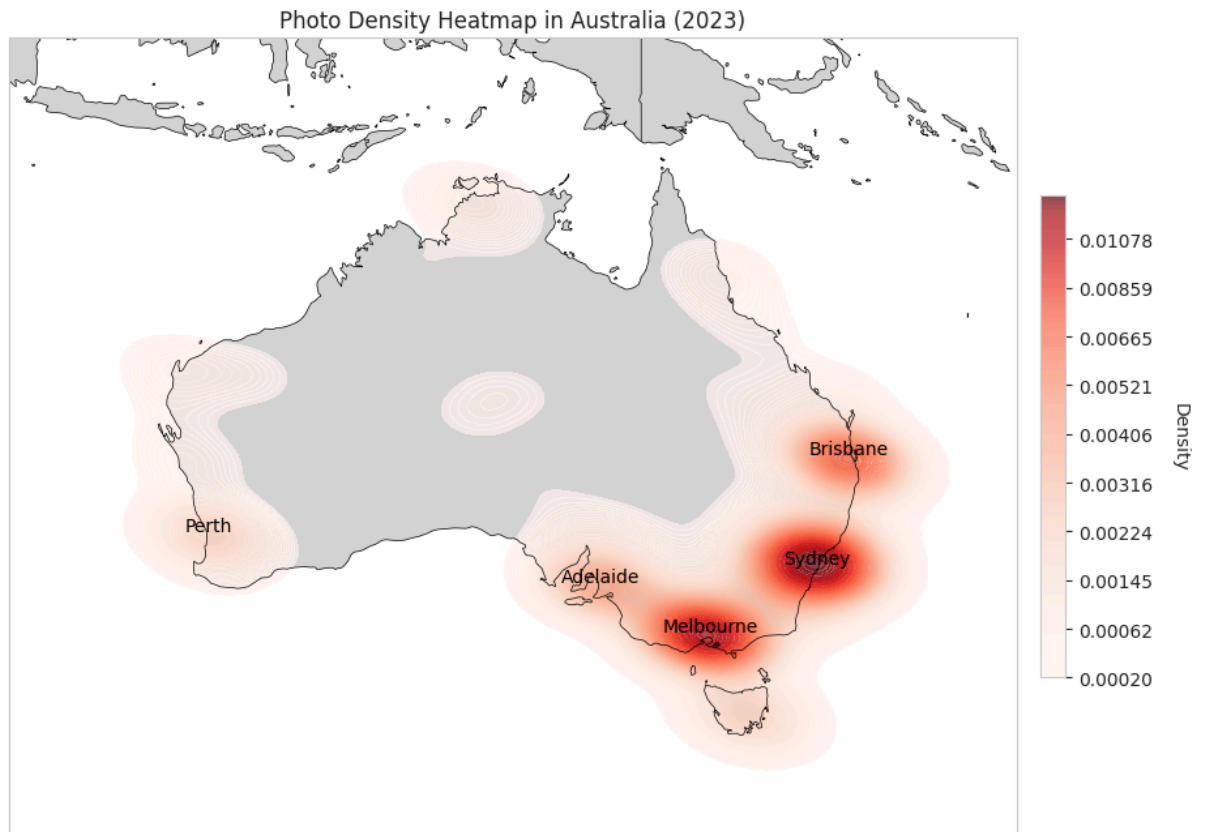 Photo Density Heatmap in Australia (2023)
0.01078
0.00859
0.00665
0.00521
0.00406
0.00316
0.00224
0.00145
0.00062
0.00020
Density
Brisbane
Perth
Sydney
Adelaide
Melbourne